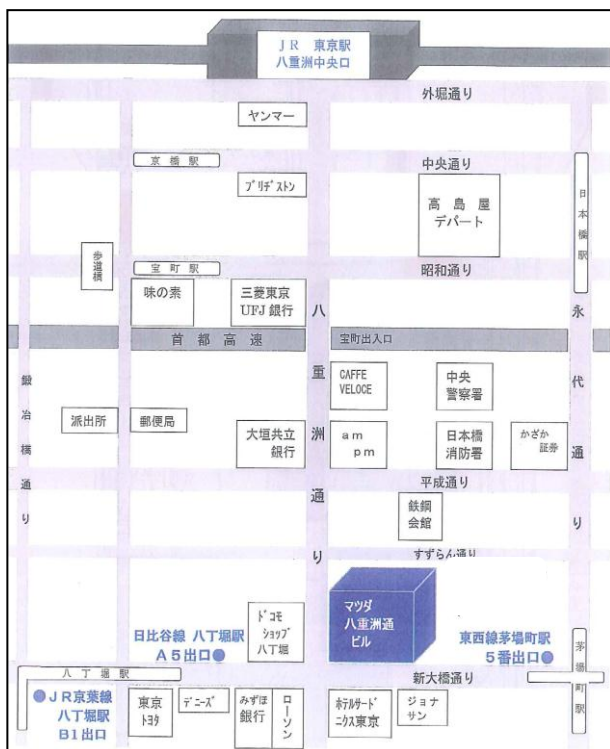 JR 東京駅
八重洲中央口
外堀通り
ヤンマー
京橋駅
中央通り
ブリヂストン
高島屋
デパート
日本橋駅
歩道橋
宝町駅
昭和通り
味の素
三菱東京
UFJ 銀行
八重洲通り
永代通り
首都高速
宝町出入口
鍛冶橋通り
CAFFE
VELOCE
中央
警察署
派出所
郵便局
大垣共立
銀行
am
pm
日本橋
消防署
かざか
証券
平成通り
鉄鋼
会館
すずらん通り
ドコモ
ショップ
八丁堀
マツダ
八重洲通
ビル
日比谷線 八丁堀駅
A5出口●
東西線茅場町駅
5番出口●
茅場町駅
八丁堀駅
新大橋通り
●JR京葉線
八丁堀駅
B1出口
東京
トヨタ
デニーズ
みずほ
銀行
ローソン
ホテルサード
ニクス東京
ジョナ
サン